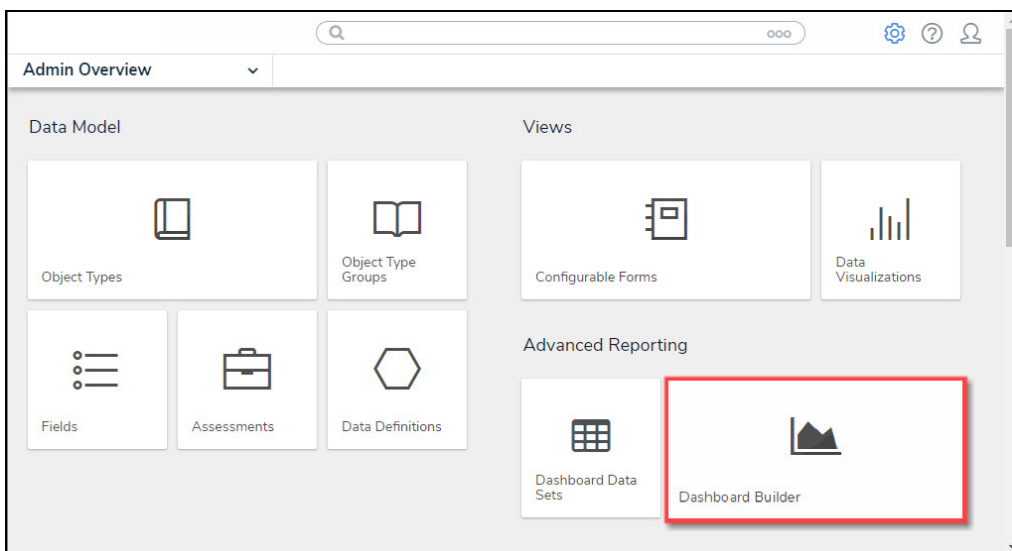 Admin Overview
Data Model
Views
Object Types
Object Type
Groups
Configurable Forms
Data
Visualizations
Advanced Reporting
Fields
Assessments
Data Definitions
Dashboard Data
Sets
Dashboard Builder